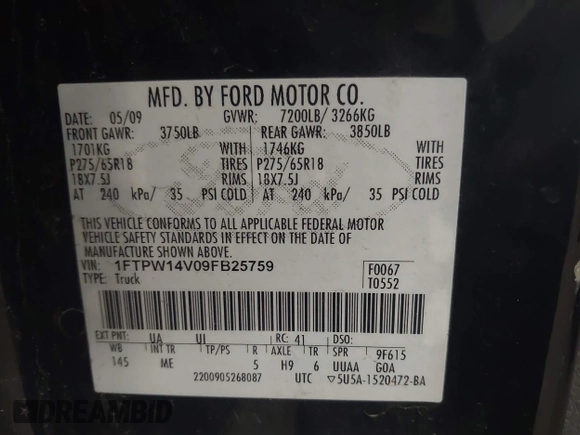 MFD. BY FORD MOTOR CO.
DATE: 05/09 GVWR: 7200LB/ 3266KG
FRONT GAWR: 3750LB REAR GAWR: 3850LB
1701KG WITH 1746KG WITH
P275/65R18 TIRES P275/65R18 TIRES
18X7.5J RIMS 18X7.5J RIMS
AT 240 kPa/ 35 PSI COLD AT 240 kPa/ 35 PSI COLD
THIS VEHICLE CONFORMS TO ALL APPLICABLE FEDERAL MOTOR
VEHICLE SAFETY STANDARDS IN EFFECT ON THE DATE OF
MANUFACTURE SHOWN ABOVE.
VIN: 1FTPW14V09FB25759 F0067
TYPE: Truck T0552
EXT PNT: UA UI RC: 41 DSO:
WB INT TR TP/PS R AXLE TR SPR 9F615
145 ME 5 H9 6 UUAA GOA
2200905268087 UTC ▽5U5A-1520472-BA
DREAMBID